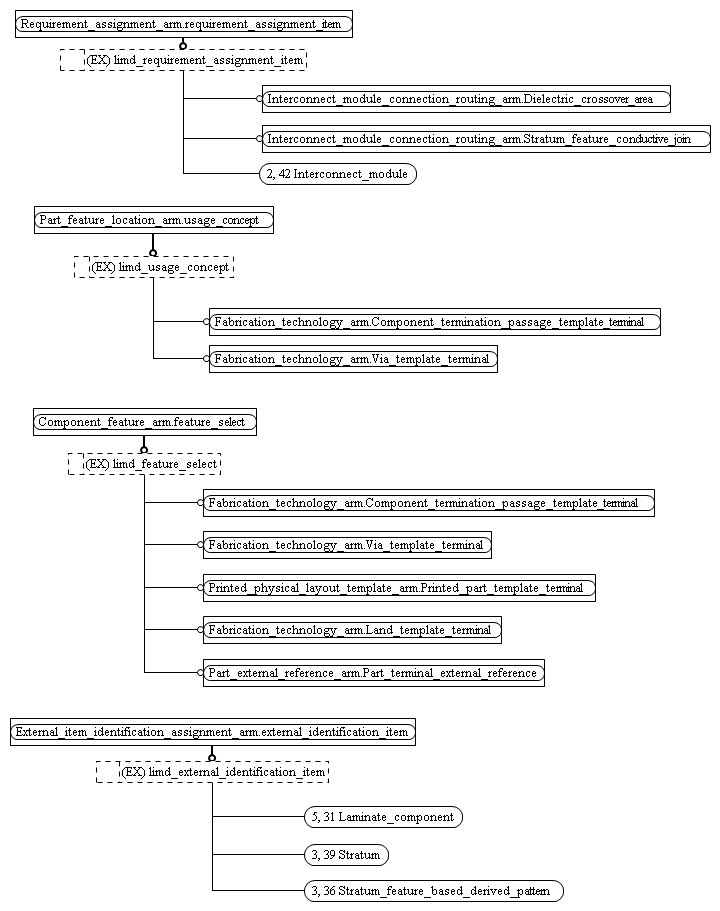 Requirement_assignment_arm.requirement_assignment_item
(EX) limd_requirement_assignment_item
Interconnect_module_connection_routing_arm.Dielectric_crossover_area
Interconnect_module_connection_routing_arm.Stratum_feature_conductive_join
2, 42 Interconnect_module
Part_feature_location_arm.usage_concept
(EX) limd_usage_concept
Fabrication_technology_arm.Component_termination_passage_template_terminal
Fabrication_technology_arm.Via_template_terminal
Component_feature_arm.feature_select
(EX) limd_feature_select
Fabrication_technology_arm.Component_termination_passage_template_terminal
Fabrication_technology_arm.Via_template_terminal
Printed_physical_layout_template_arm.Printed_part_template_terminal
Fabrication_technology_arm.Land_template_terminal
Part_external_reference_arm.Part_terminal_external_reference
External_item_identification_assignment_arm.external_identification_item
(EX) limd_external_identification_item
5, 31 Laminate_component
3, 39 Stratum
3, 36 Stratum_feature_based_derived_pattern